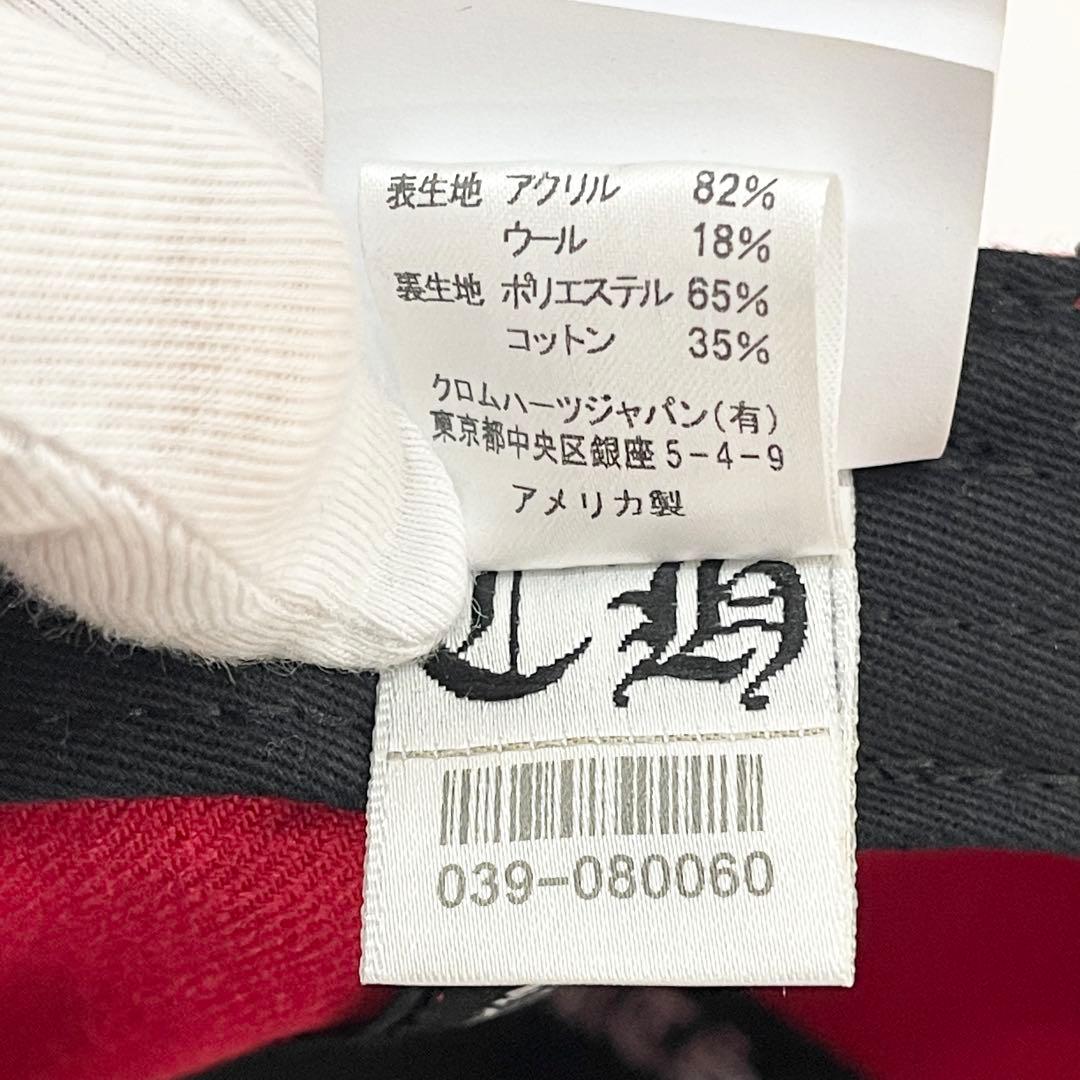 表生地 アクリル 82%
ウール 18%
裏生地 ポリエステル 65%
コットン 35%
クロムハーツジャパン(有)
東京都中央区銀座5-4-9
アメリカ製
CH
039-080060